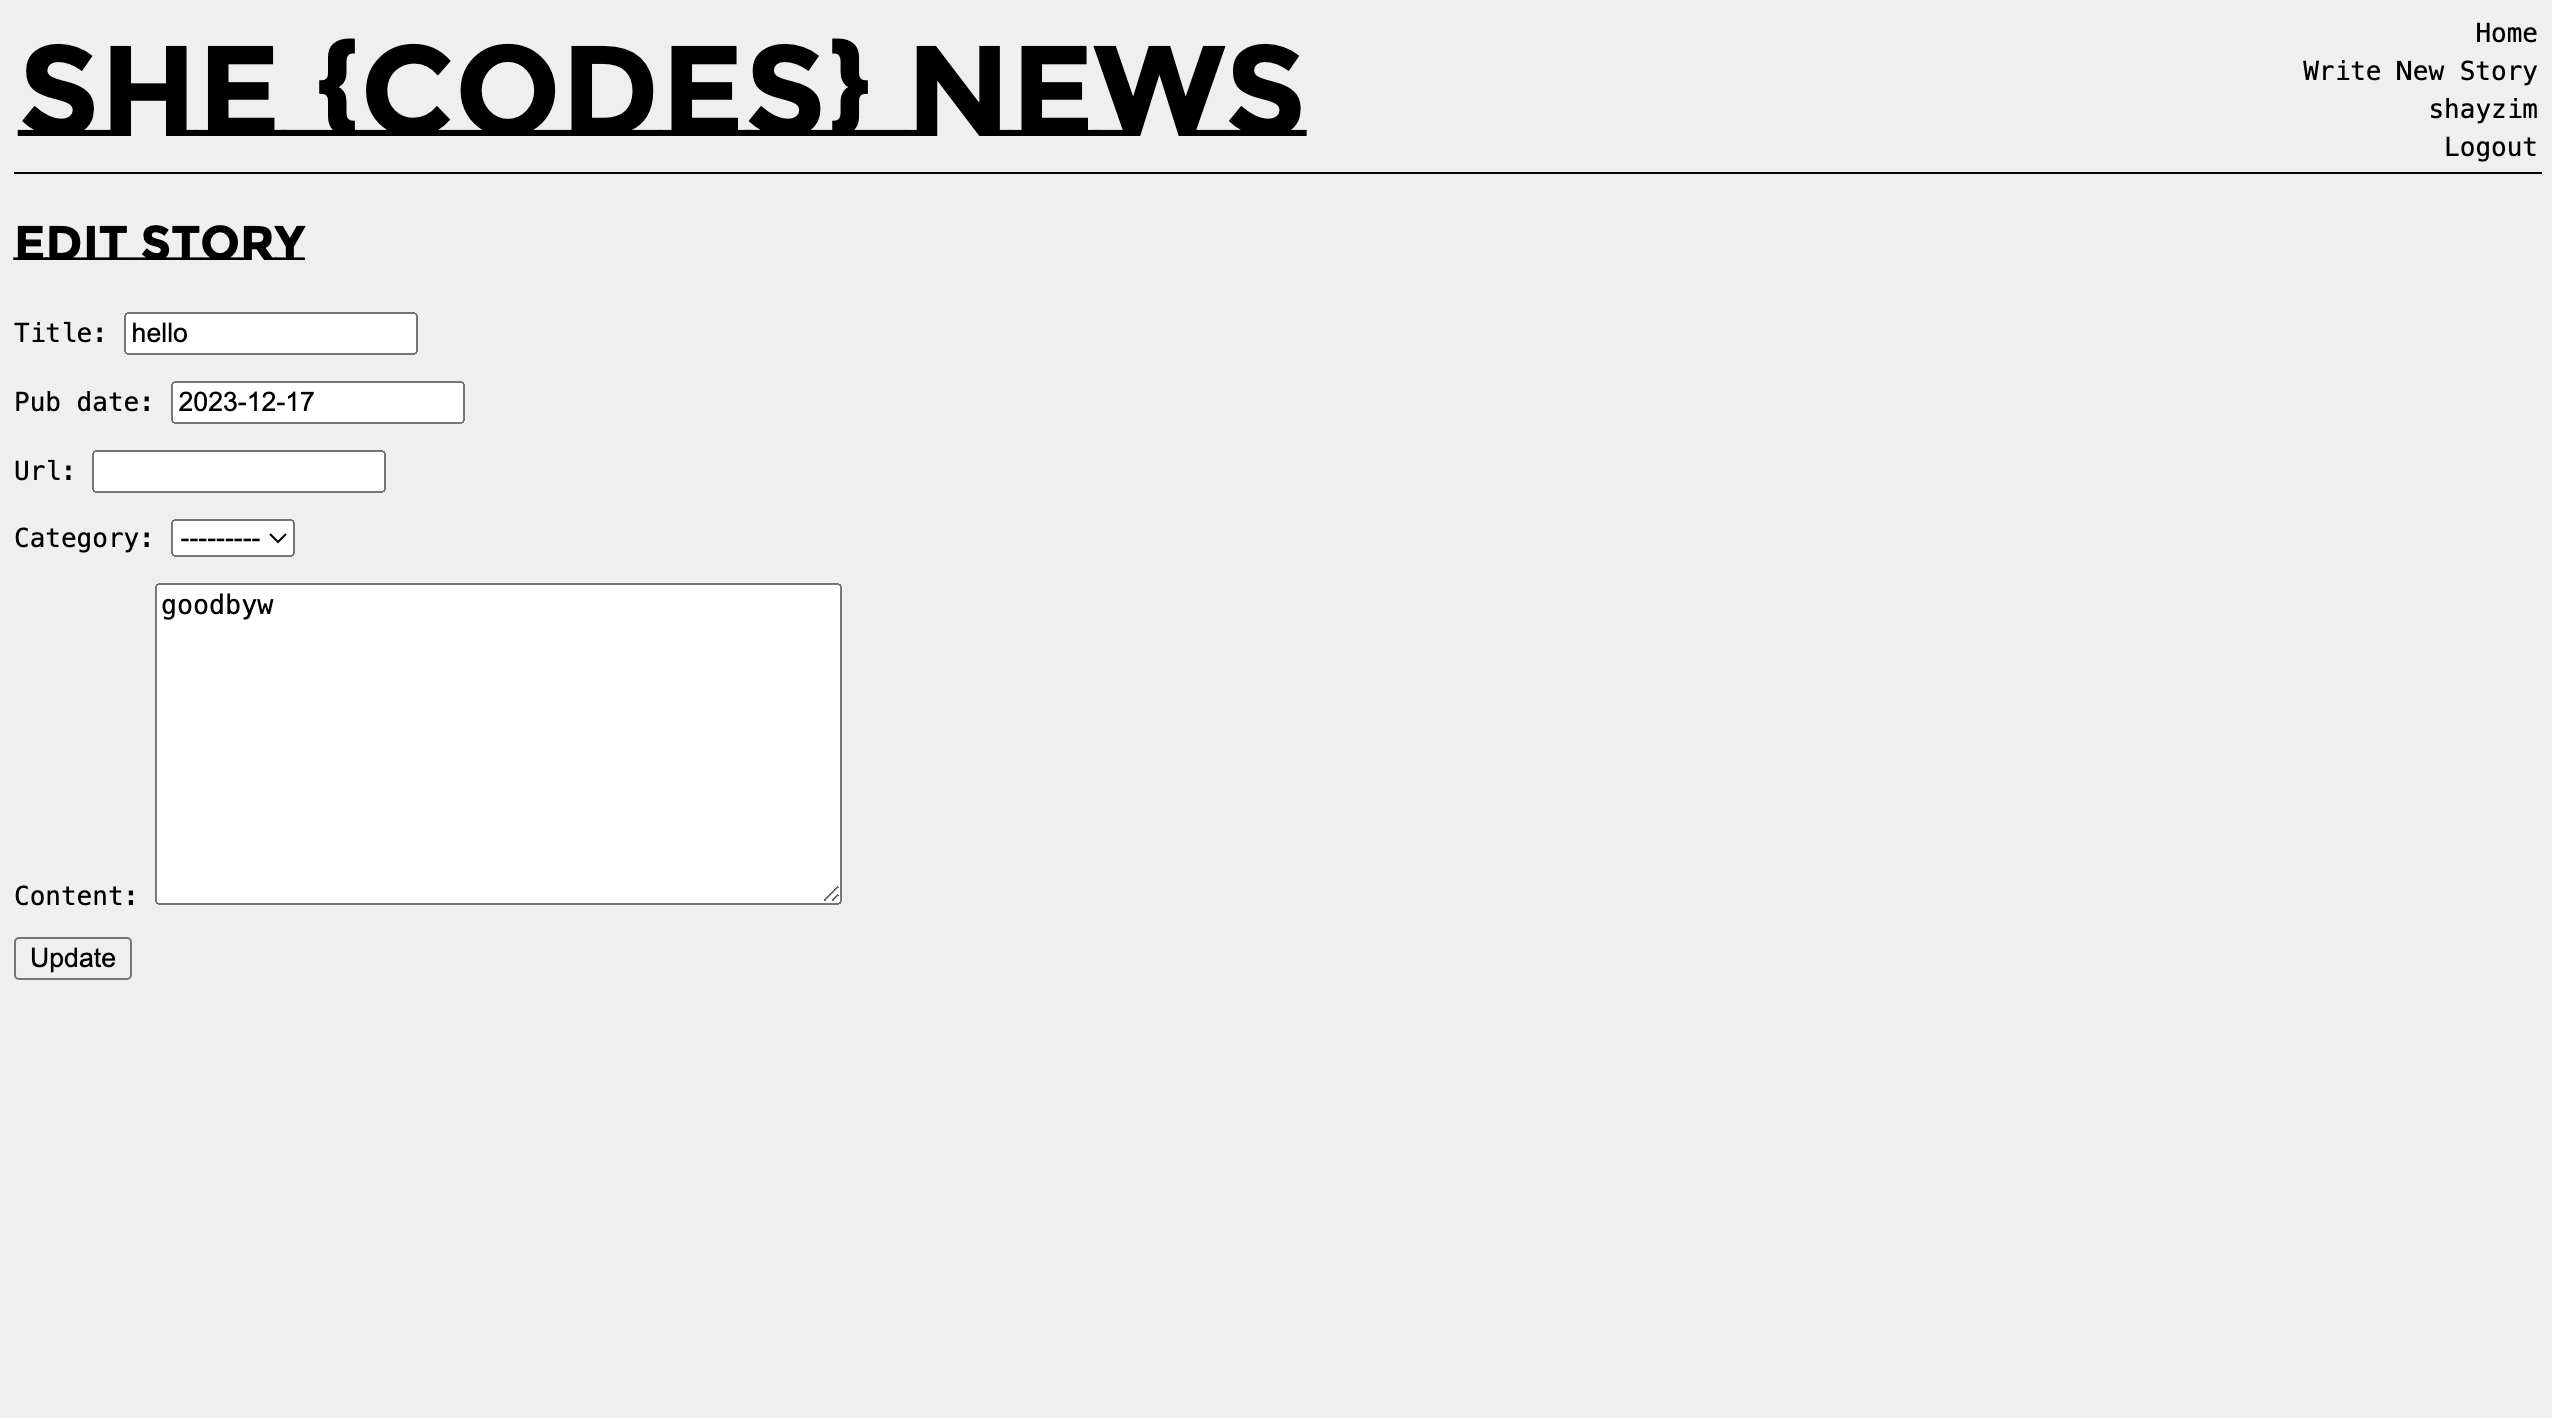 SHE {CODES} NEWS
Home
Write New Story
shayzim
Logout
EDIT STORY
Title: hello
Pub date: 2023-12-17
Url:
Category: ---------
goodbyw
Content:
Update